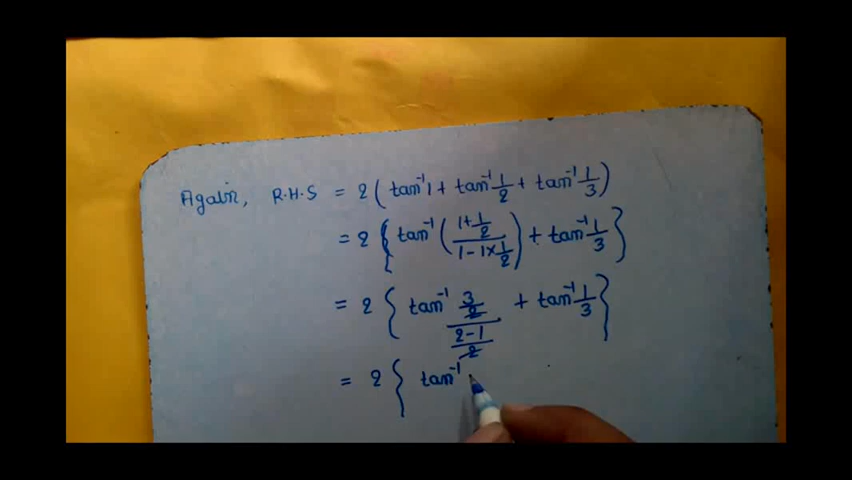 Again, R.H.S = 2 ( tan⁻¹1 + tan⁻¹ 1/2 + tan⁻¹ 1/3 )
= 2 { tan⁻¹ ( (1 + 1/2) / (1 - 1 × 1/2) ) + tan⁻¹ 1/3 }
= 2 { tan⁻¹ (3/2) / ((2 - 1)/2) + tan⁻¹ 1/3 }
= 2 { tan⁻¹